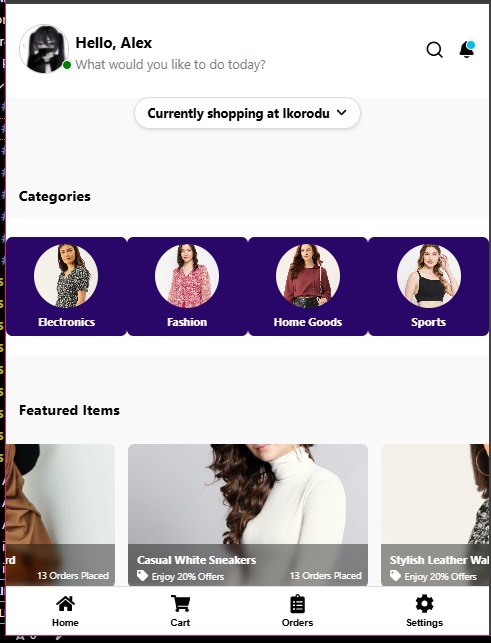 Hello, Alex
What would you like to do today?
Currently shopping at Ikorodu
Categories
Electronics
Fashion
Home Goods
Sports
Featured Items
rd
13 Orders Placed
Casual White Sneakers
Enjoy 20% Offers
13 Orders Placed
Stylish Leather Wal
Enjoy 20% Offers
Home
Cart
Orders
Settings